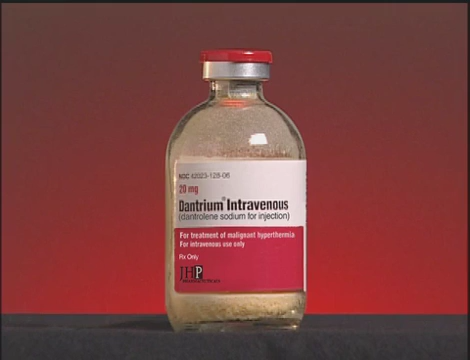 NDC 42023-128-06
20 mg
Dantrium® Intravenous
(dantrolene sodium for injection)
For treatment of malignant hyperthermia
For intravenous use only
Rx Only
JHP